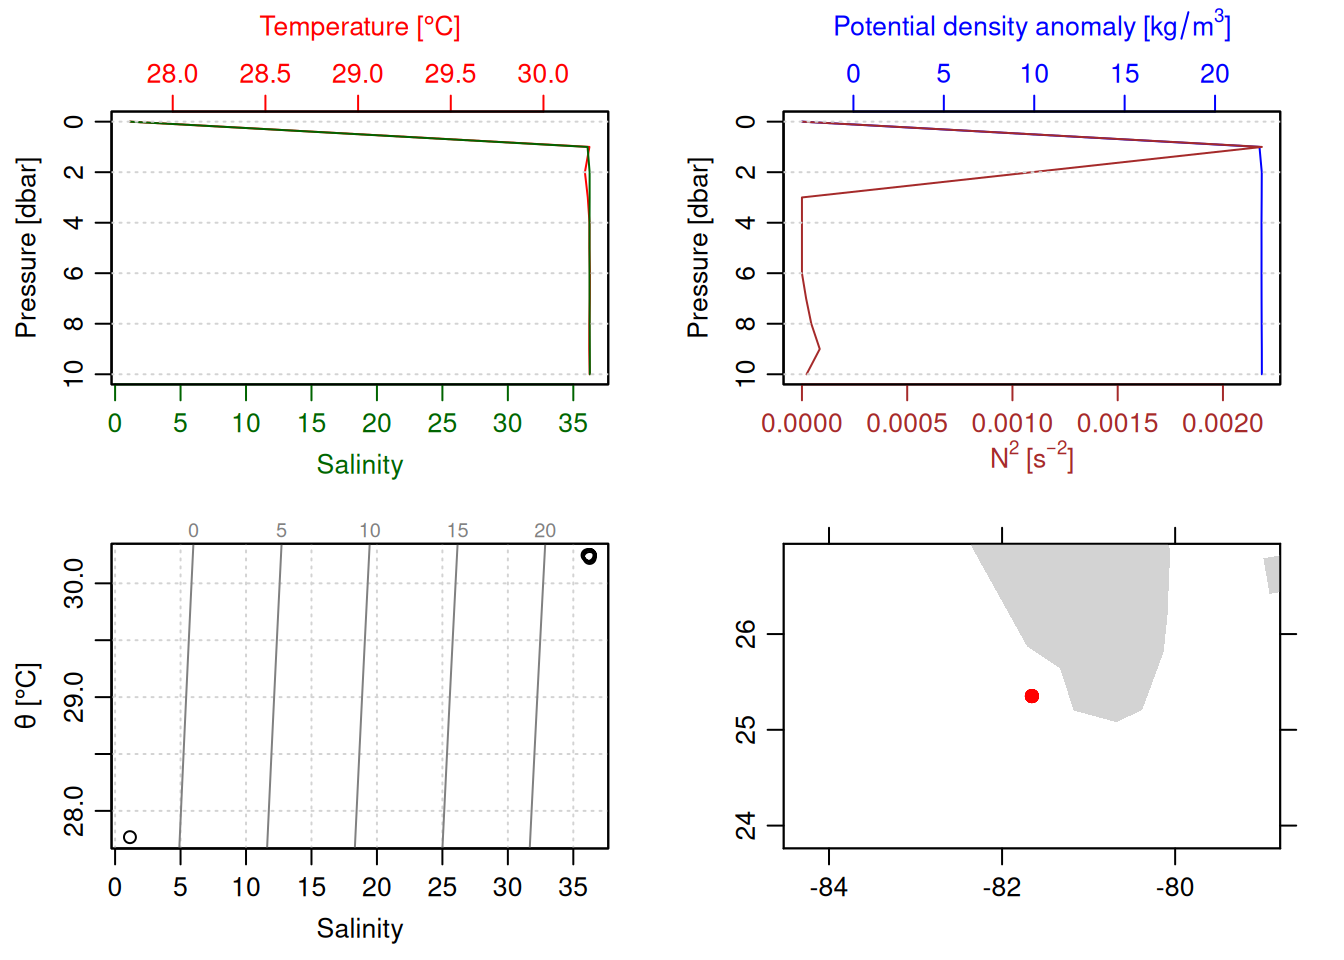 Temperature [°C]
28.0 28.5 29.0 29.5 30.0
Pressure [dbar]
0 2 4 6 8 10
0 5 10 15 20 25 30 35
Salinity
Potential density anomaly [kg/m³]
0 5 10 15 20
Pressure [dbar]
0 2 4 6 8 10
0.0000 0.0005 0.0010 0.0015 0.0020
N² [s⁻²]
0 5 10 15 20
θ [°C]
30.0 29.0 28.0
0 5 10 15 20 25 30 35
Salinity
26 25 24
-84 -82 -80